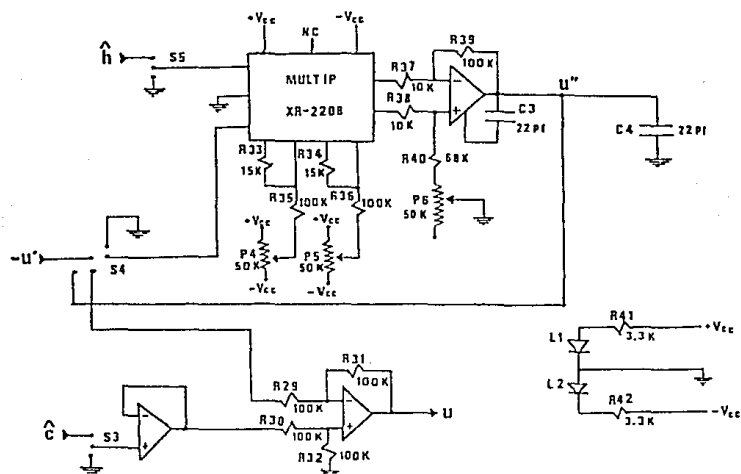 +Vcc
NC
-Vcc
ĥ
S5
MULTIP
XR-2208
R37
10K
R39
100K
R38
10K
u"
C3
22pf
C4
22pf
R33
15K
R34
15K
R35
100K
R36
100K
R40
68K
P6
50K
+Vcc
P4
50K
-Vcc
+Vcc
P5
50K
-Vcc
-u'
S4
R41
3.3K
+Vcc
L1
L2
R42
3.3K
-Vcc
R31
100K
R29
100K
R30
100K
R32
100K
u
ĉ
S3